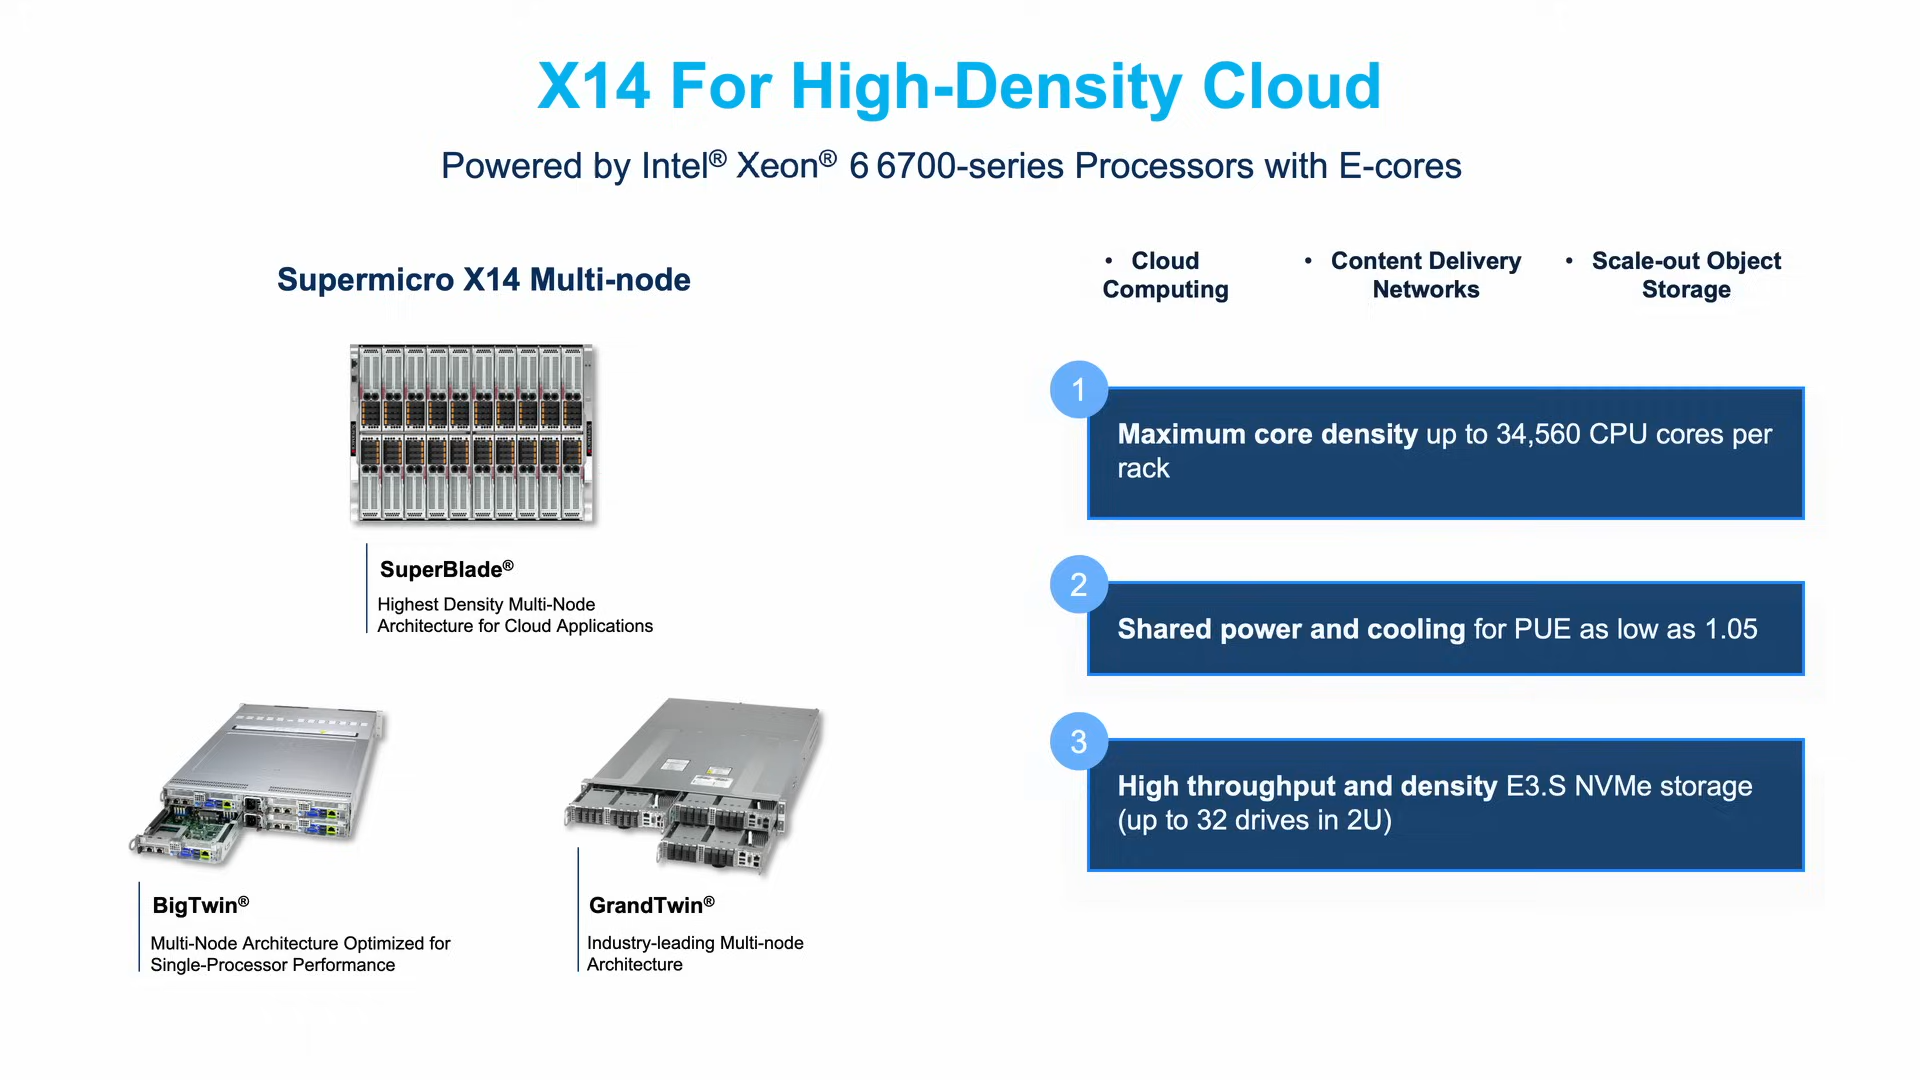 X14 For High-Density Cloud
Powered by Intel® Xeon® 6 6700-series Processors with E-cores
Supermicro X14 Multi-node
SuperBlade®
Highest Density Multi-Node
Architecture for Cloud Applications
BigTwin®
Multi-Node Architecture Optimized for
Single-Processor Performance
GrandTwin®
Industry-leading Multi-node
Architecture
• Cloud
Computing
• Content Delivery
Networks
• Scale-out Object
Storage
1
Maximum core density up to 34,560 CPU cores per
rack
2
Shared power and cooling for PUE as low as 1.05
3
High throughput and density E3.S NVMe storage
(up to 32 drives in 2U)